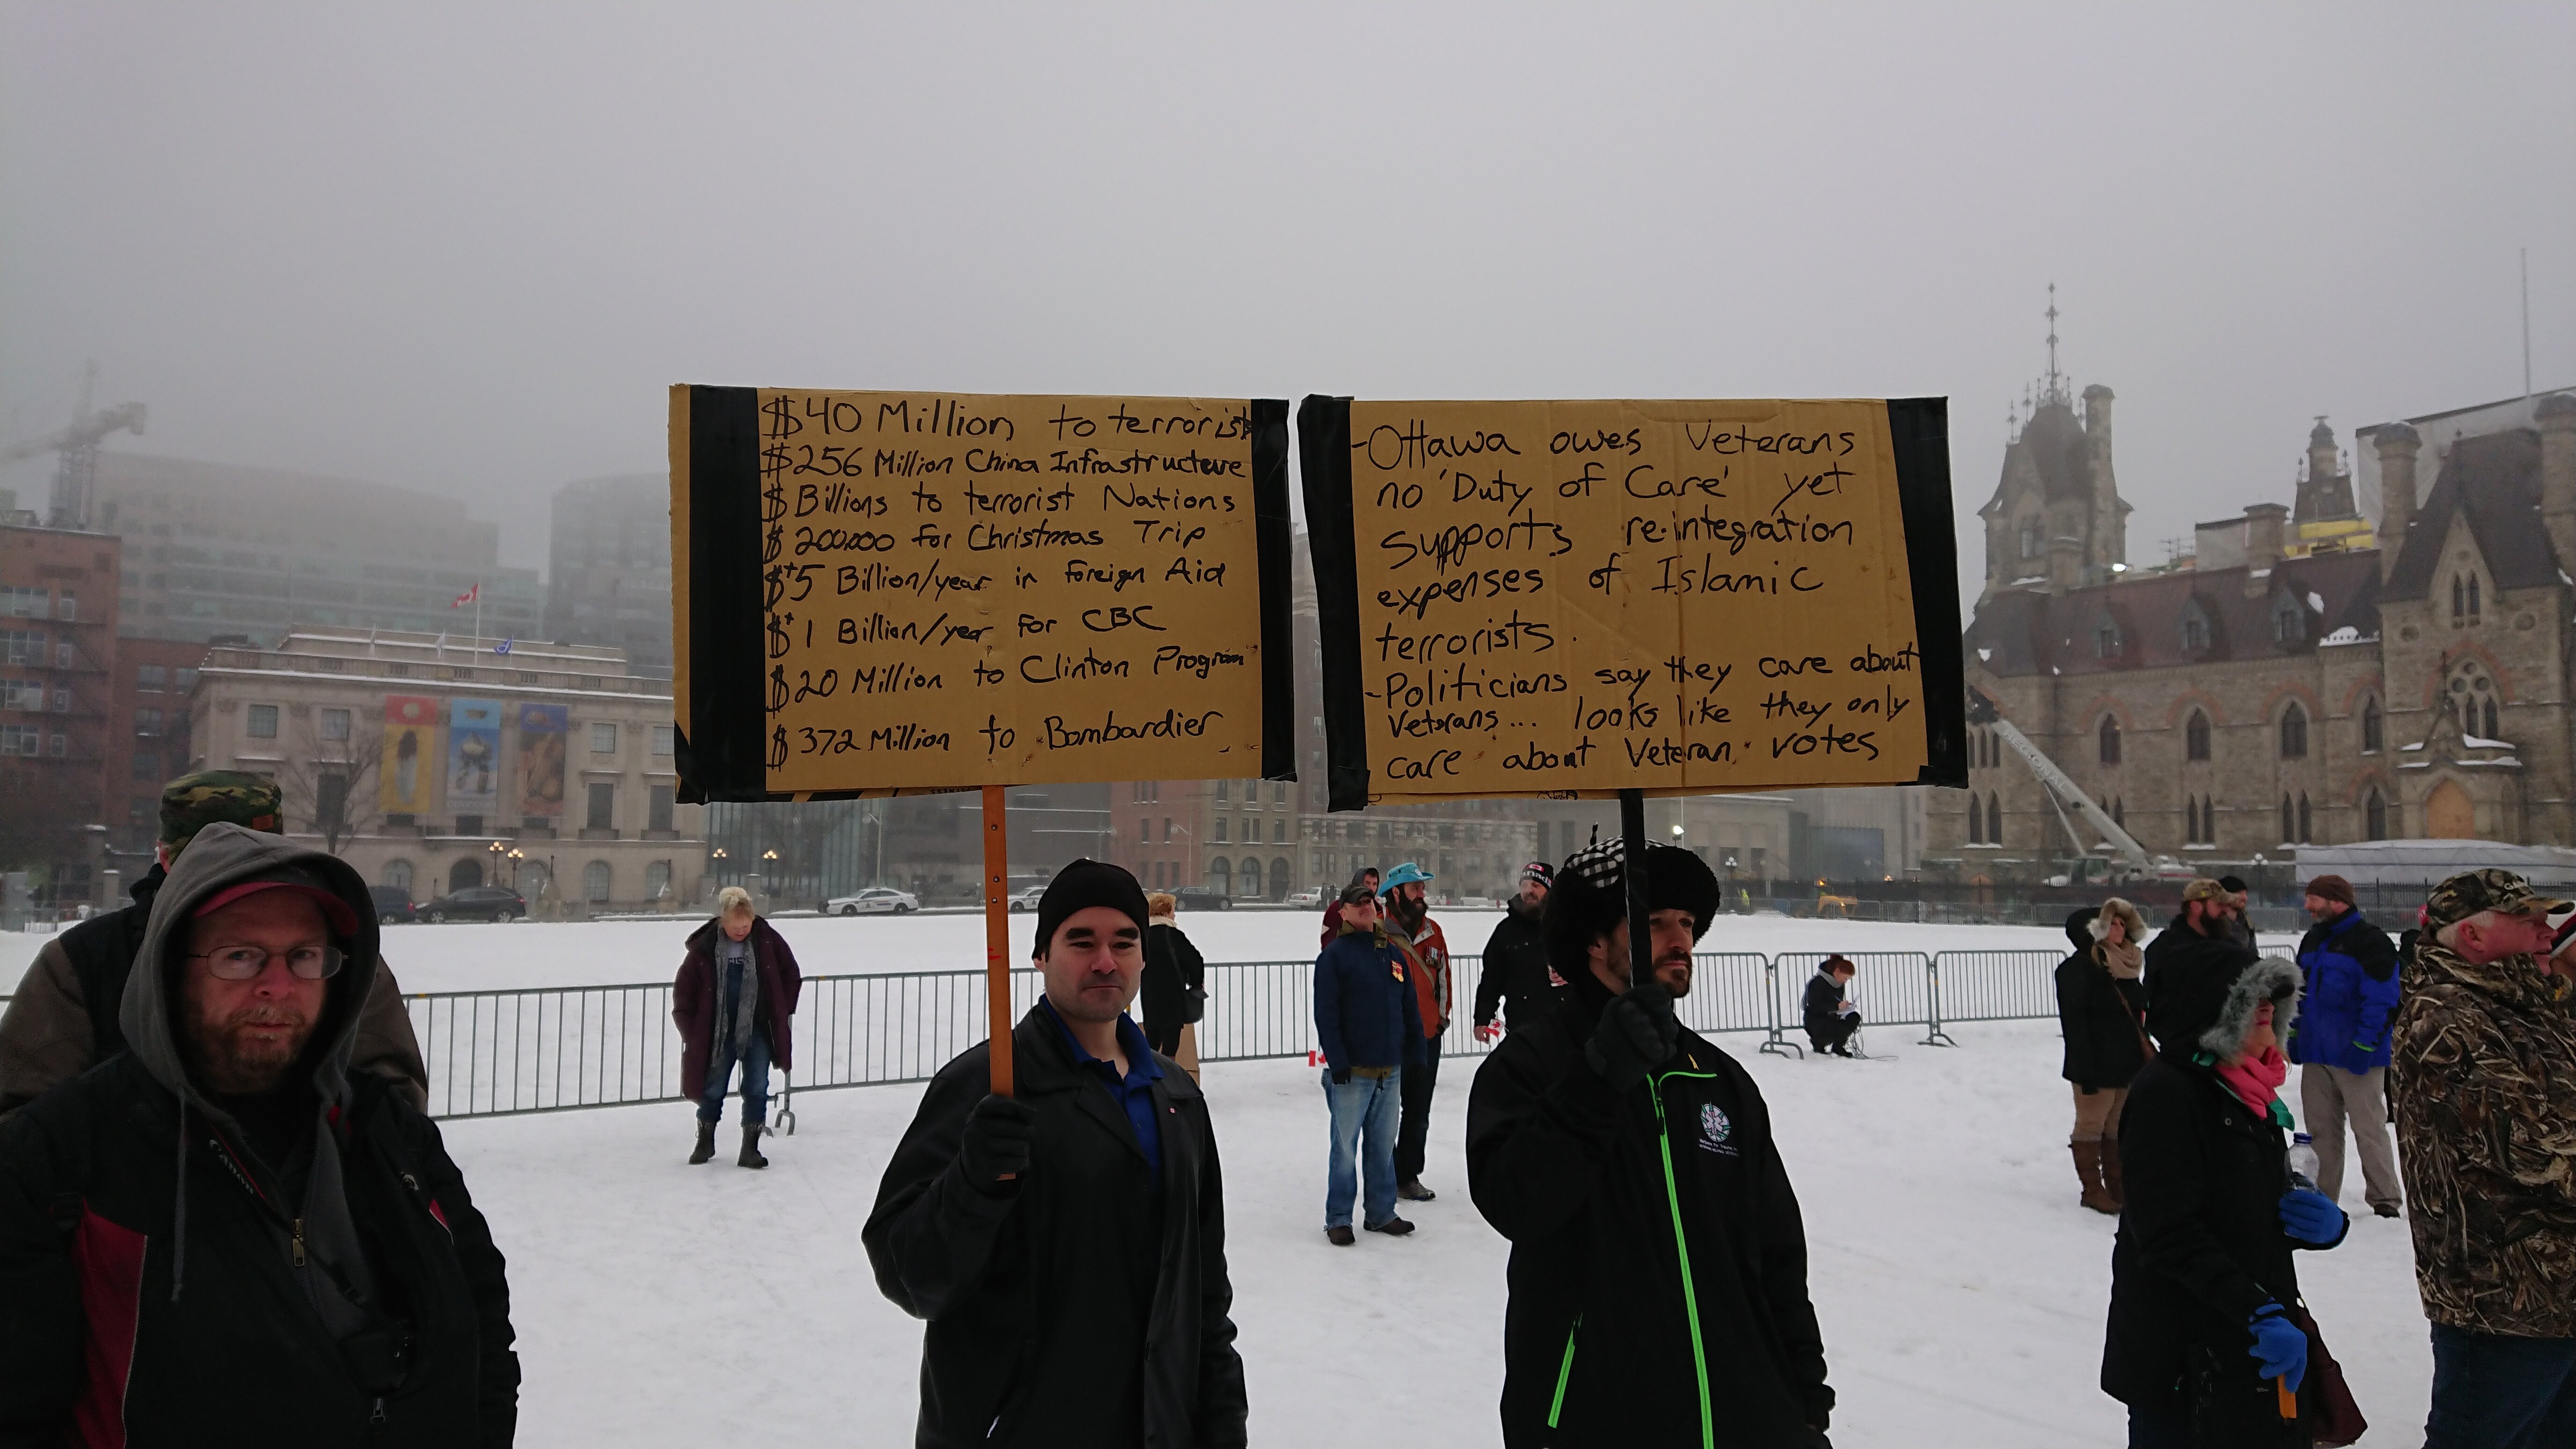 $40 Million to terrorist
$256 Million China Infrastructure
$ Billions to terrorist Nations
$200,000 for Christmas Trip
$+5 Billion/year in Foreign Aid
$+1 Billion/year for CBC
$20 Million to Clinton Program
$372 Million to Bombardier
-Ottawa owes Veterans
no 'Duty of Care' yet
supports re-integration
expenses of Islamic
terrorists.
-Politicians say they care about
Veterans... looks like they only
care about Veteran votes
Canon